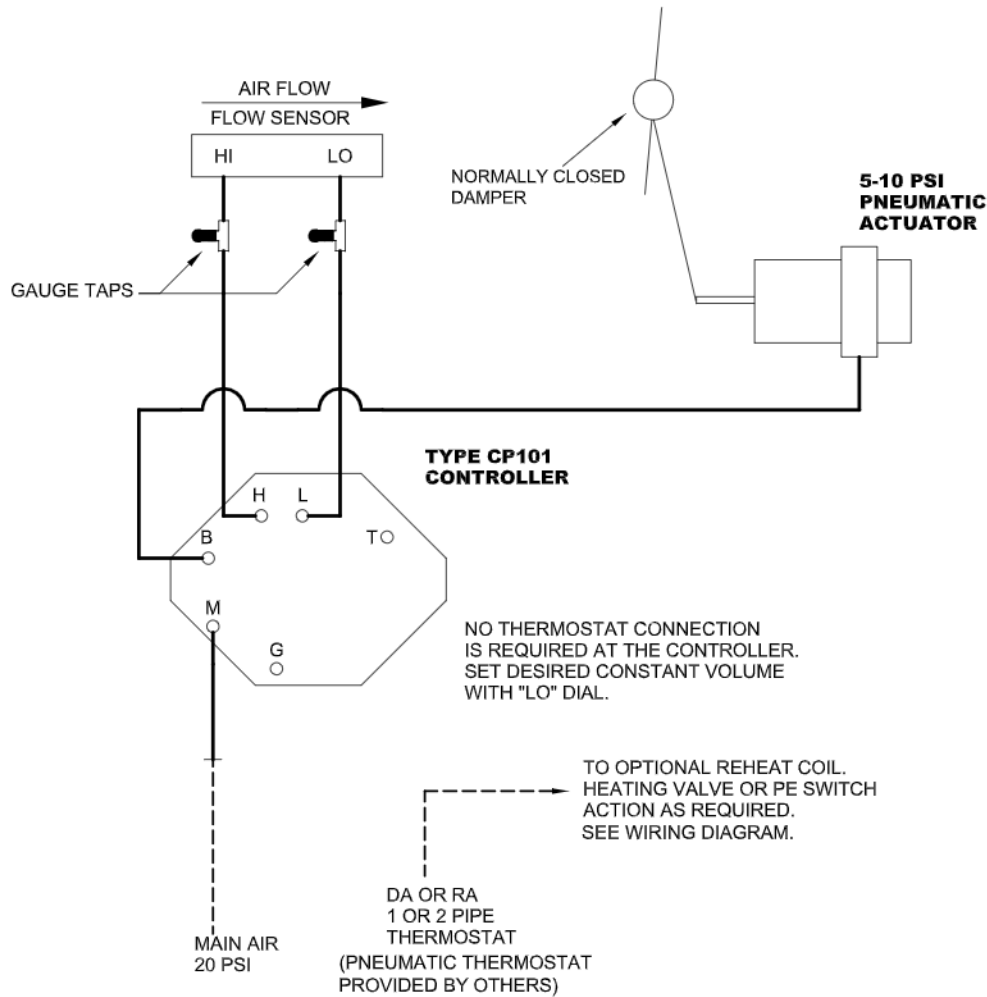 AIR FLOW
FLOW SENSOR
HI
LO
NORMALLY CLOSED
DAMPER
5-10 PSI
PNEUMATIC
ACTUATOR
GAUGE TAPS
TYPE CP101
CONTROLLER
H
L
B
T
M
G
NO THERMOSTAT CONNECTION
IS REQUIRED AT THE CONTROLLER.
SET DESIRED CONSTANT VOLUME
WITH "LO" DIAL.
TO OPTIONAL REHEAT COIL.
HEATING VALVE OR PE SWITCH
ACTION AS REQUIRED.
SEE WIRING DIAGRAM.
DA OR RA
1 OR 2 PIPE
THERMOSTAT
(PNEUMATIC THERMOSTAT
PROVIDED BY OTHERS)
MAIN AIR
20 PSI